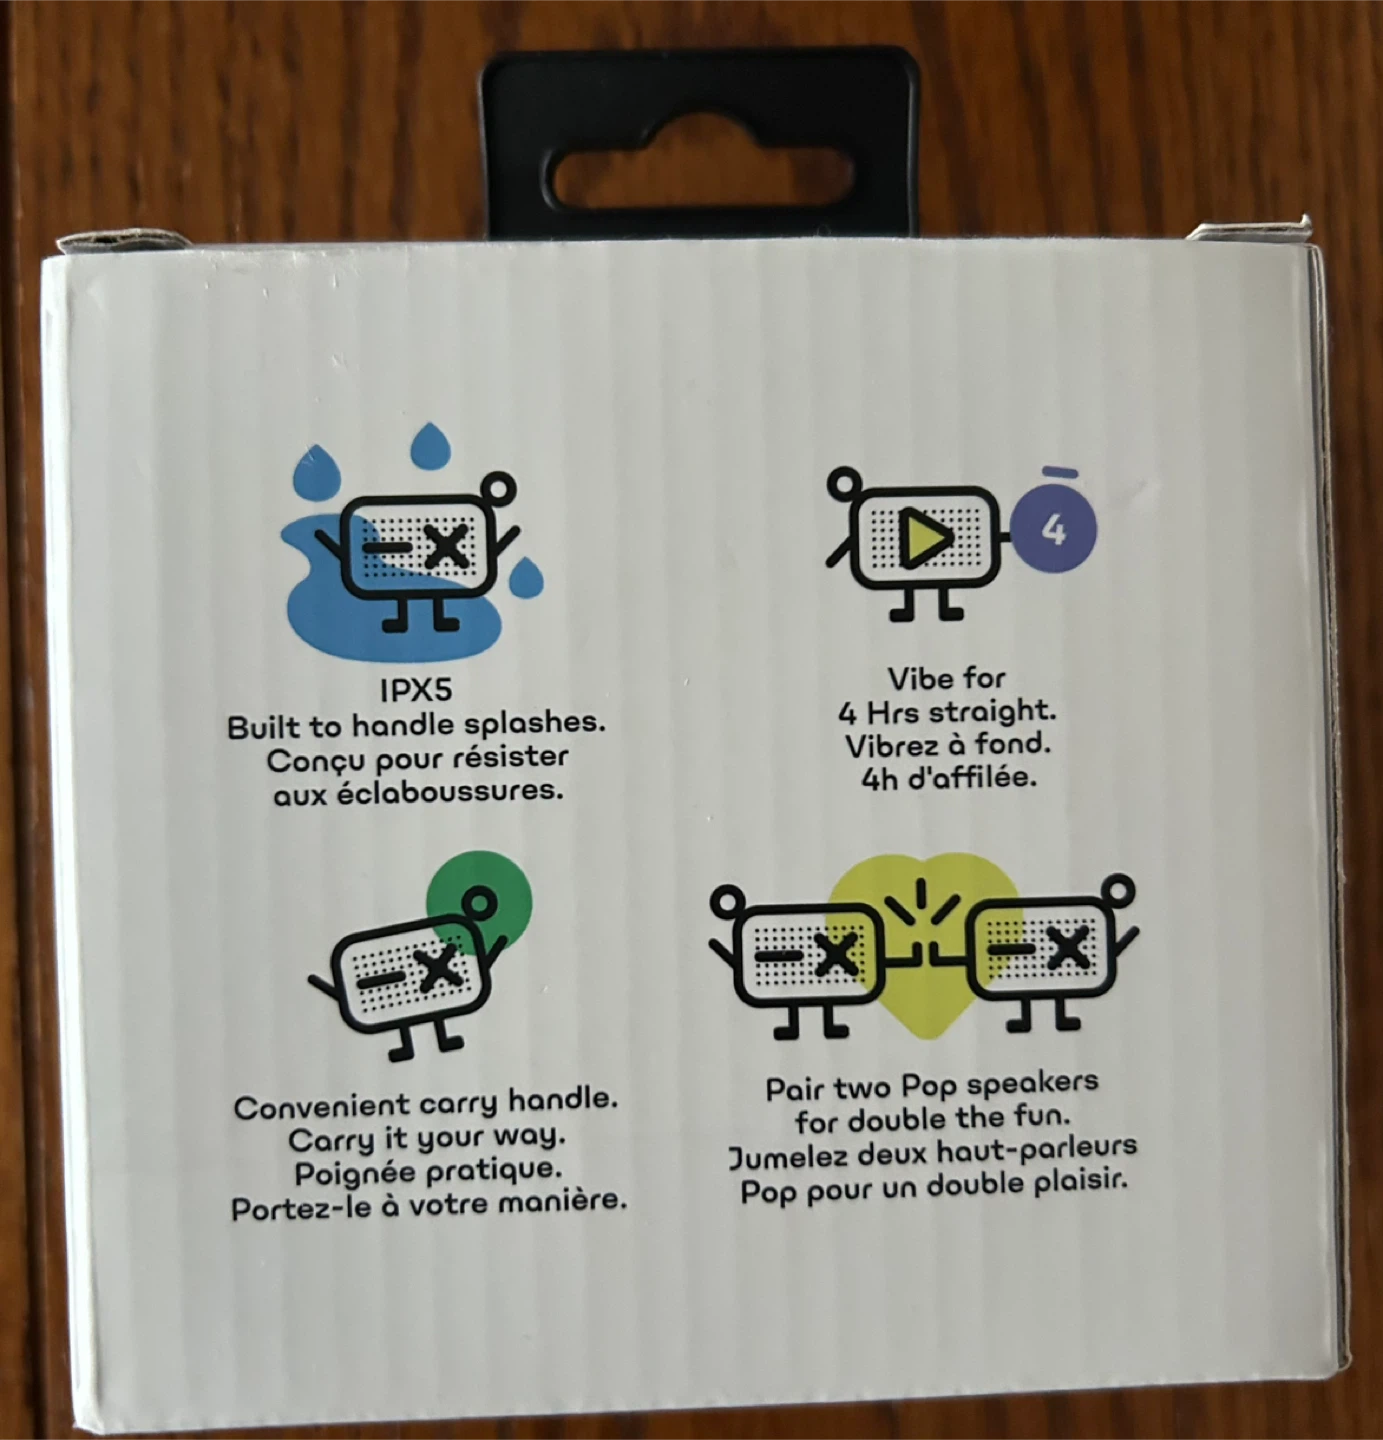 IPX5
Built to handle splashes.
Conçu pour résister
aux éclaboussures.
4
Vibe for
4 Hrs straight.
Vibrez à fond.
4h d'affilée.
Convenient carry handle.
Carry it your way.
Poignée pratique.
Portez-le à votre manière.
Pair two Pop speakers
for double the fun.
Jumelez deux haut-parleurs
Pop pour un double plaisir.